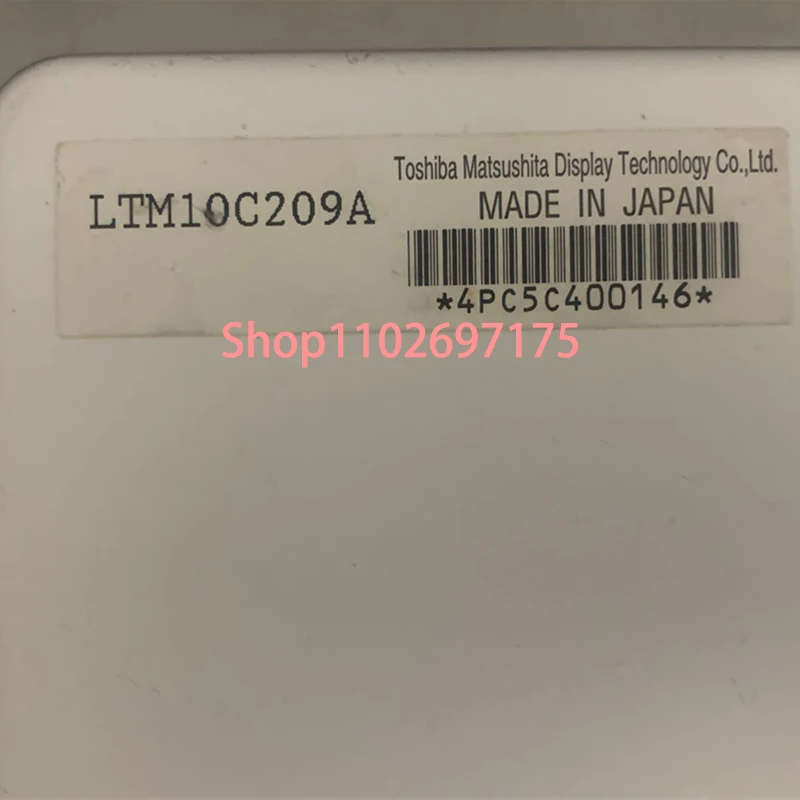 Toshiba Matsushita Display Technology Co.,Ltd.
LTM10C209A
MADE IN JAPAN
*4PC5C400146*
Shop1102697175